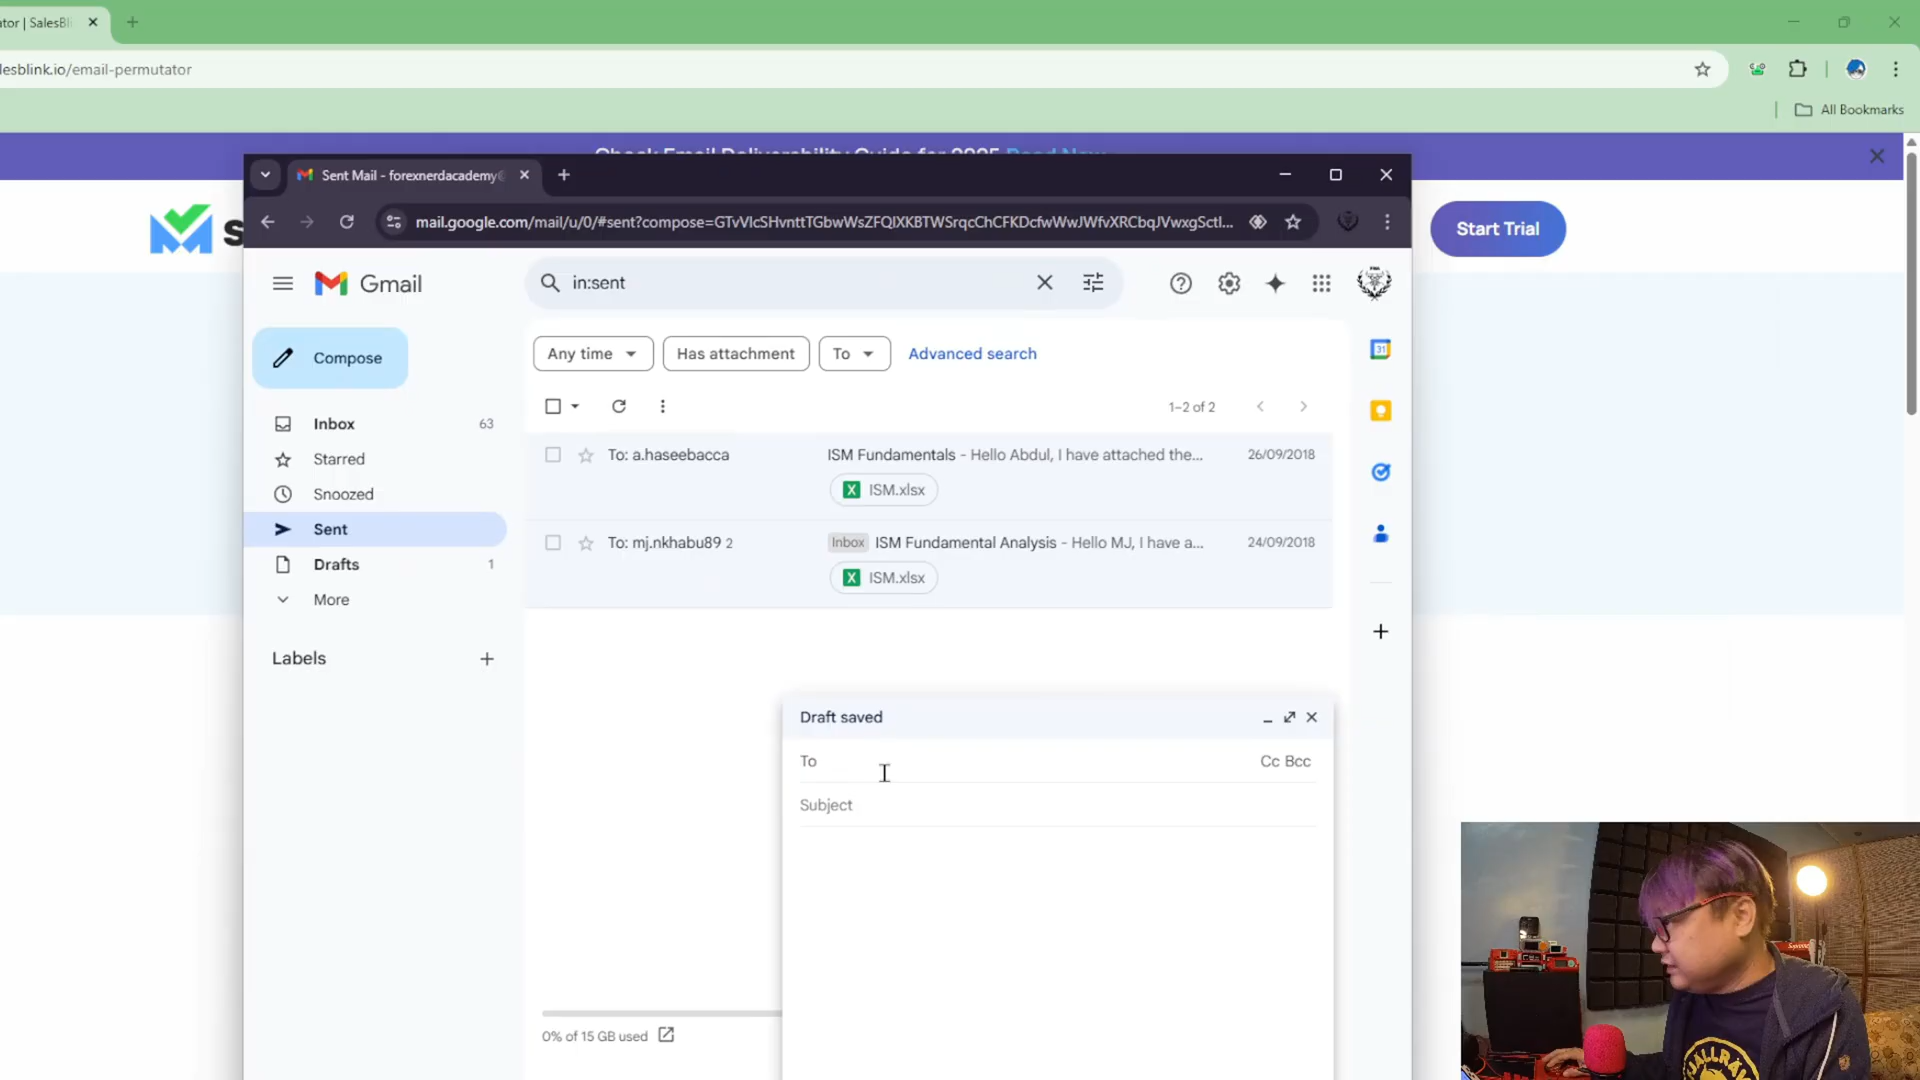 ator | SalesBli
lesblink.io/email-permutator
All Bookmarks
Sent Mail - forexnerdacademy@
mail.google.com/mail/u/0/#sent?compose=GTvVlcSHvnttTGbwWsZFQlXKBTWSrqcChCFKDcfwWwJWfvXRCbqJVwxgSctl...
S
Start Trial
Gmail
in:sent
Compose
Any time
Has attachment
To
Advanced search
1–2 of 2
Inbox 63
Starred
Snoozed
Sent
Drafts 1
More
Labels
To: a.haseebacca ISM Fundamentals - Hello Abdul, I have attached the... 26/09/2018
ISM.xlsx
To: mj.nkhabu89 2 Inbox ISM Fundamental Analysis - Hello MJ, I have a... 24/09/2018
ISM.xlsx
31
Draft saved
To Cc Bcc
Subject
0% of 15 GB used
Supreme